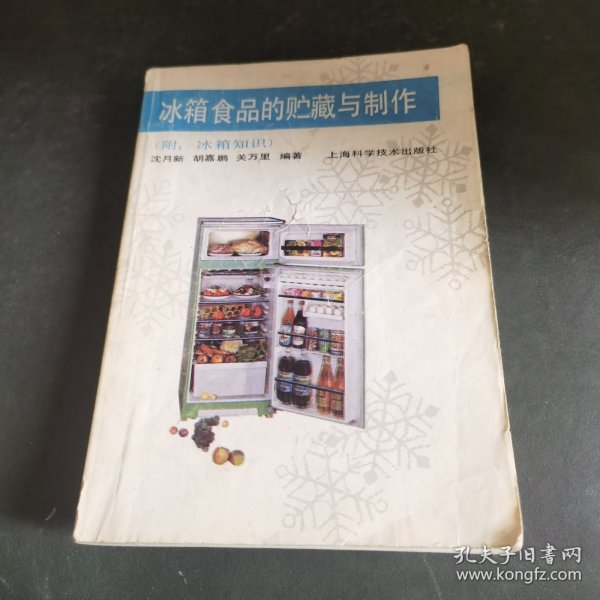 冰箱食品的贮藏与制作
〔附：冰箱知识〕
沈月新 胡嘉鹏 关万里 编著 上海科学技术出版社
孔夫子旧书网
www.kongfz.com